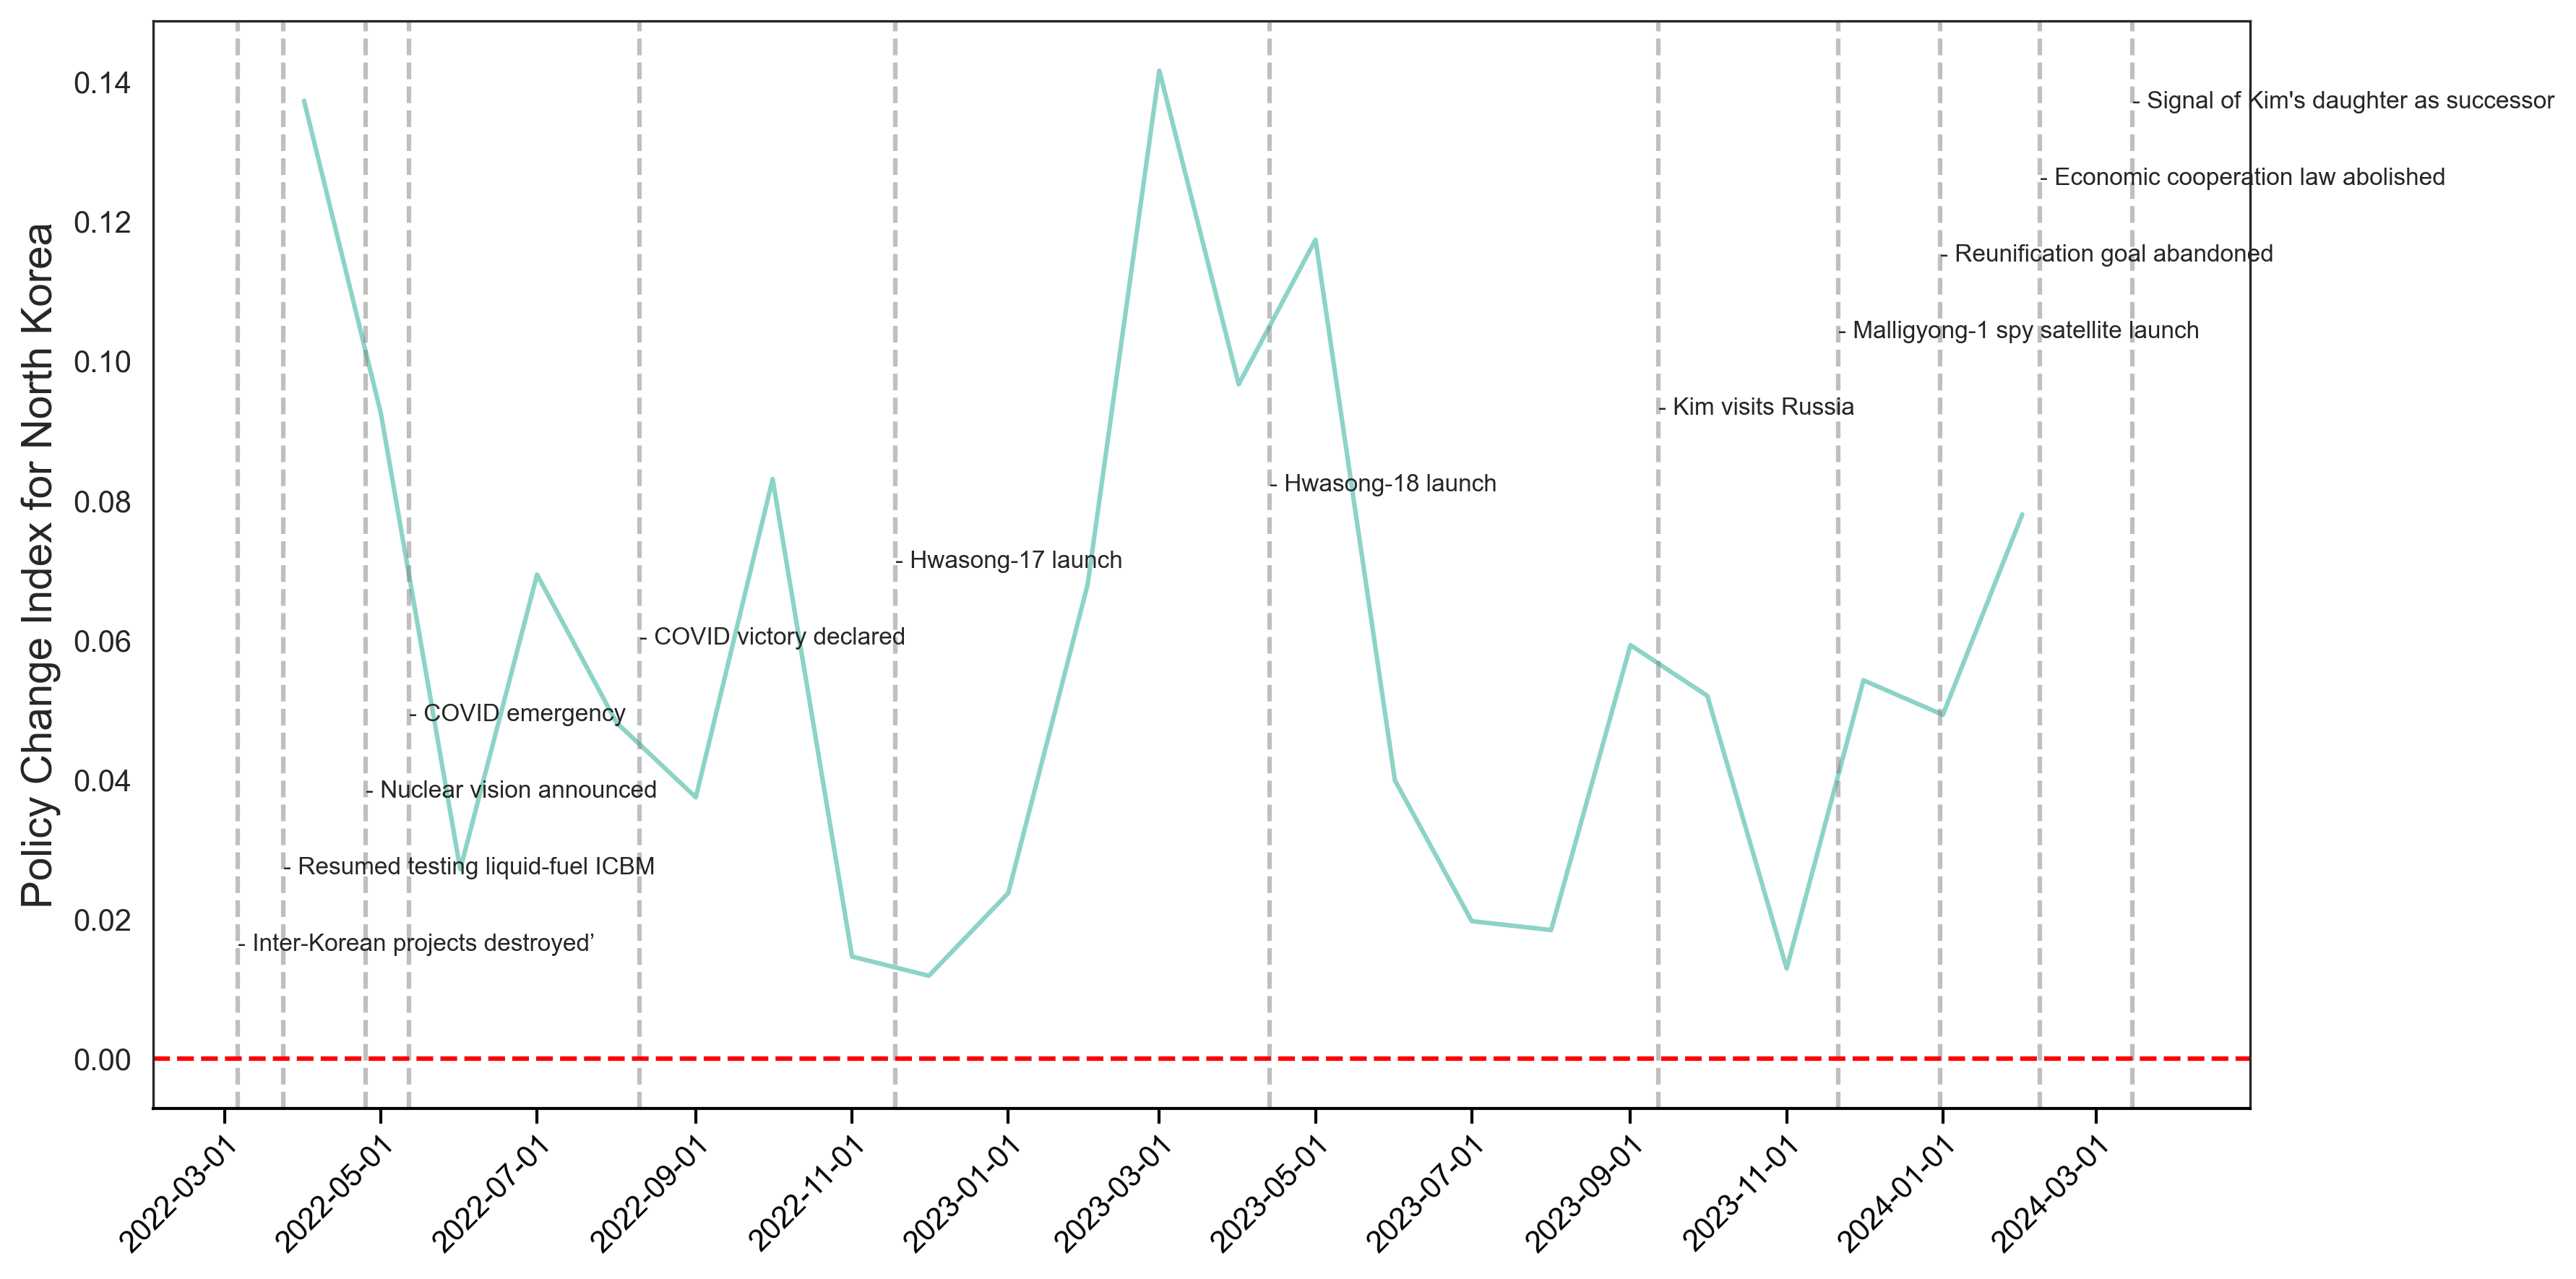 Policy Change Index for North Korea
0.14
0.12
0.10
0.08
0.06
0.04
0.02
0.00
- Signal of Kim's daughter as successor
- Economic cooperation law abolished
- Reunification goal abandoned
- Malligyong-1 spy satellite launch
- Kim visits Russia
- Hwasong-18 launch
- Hwasong-17 launch
- COVID victory declared
- COVID emergency
- Nuclear vision announced
- Resumed testing liquid-fuel ICBM
- Inter-Korean projects destroyed’
2022-03-01
2022-05-01
2022-07-01
2022-09-01
2022-11-01
2023-01-01
2023-03-01
2023-05-01
2023-07-01
2023-09-01
2023-11-01
2024-01-01
2024-03-01